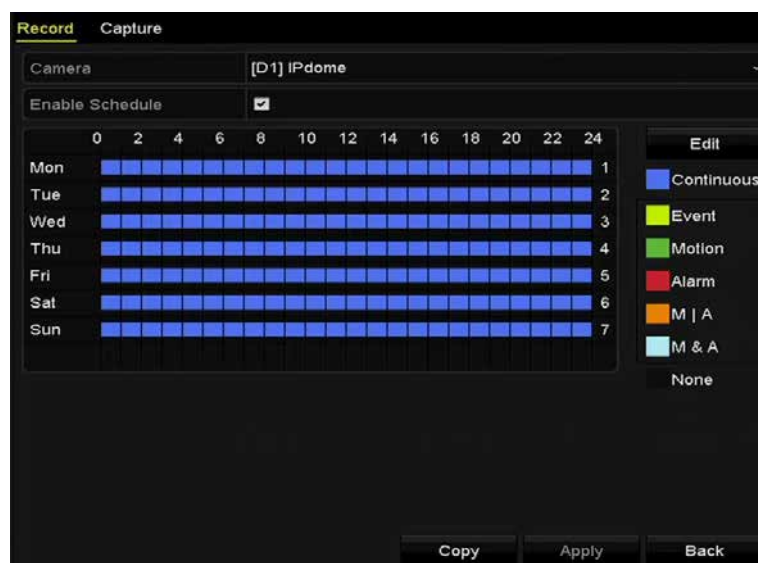 Record Capture
Camera [D1] IPdome
Enable Schedule
0 2 4 6 8 10 12 14 16 18 20 22 24
Edit
Mon 1
Continuous
Tue 2
Event
Wed 3
Thu 4
Motion
Fri 5
Alarm
Sat 6
M | A
Sun 7
M & A
None
Copy Apply Back